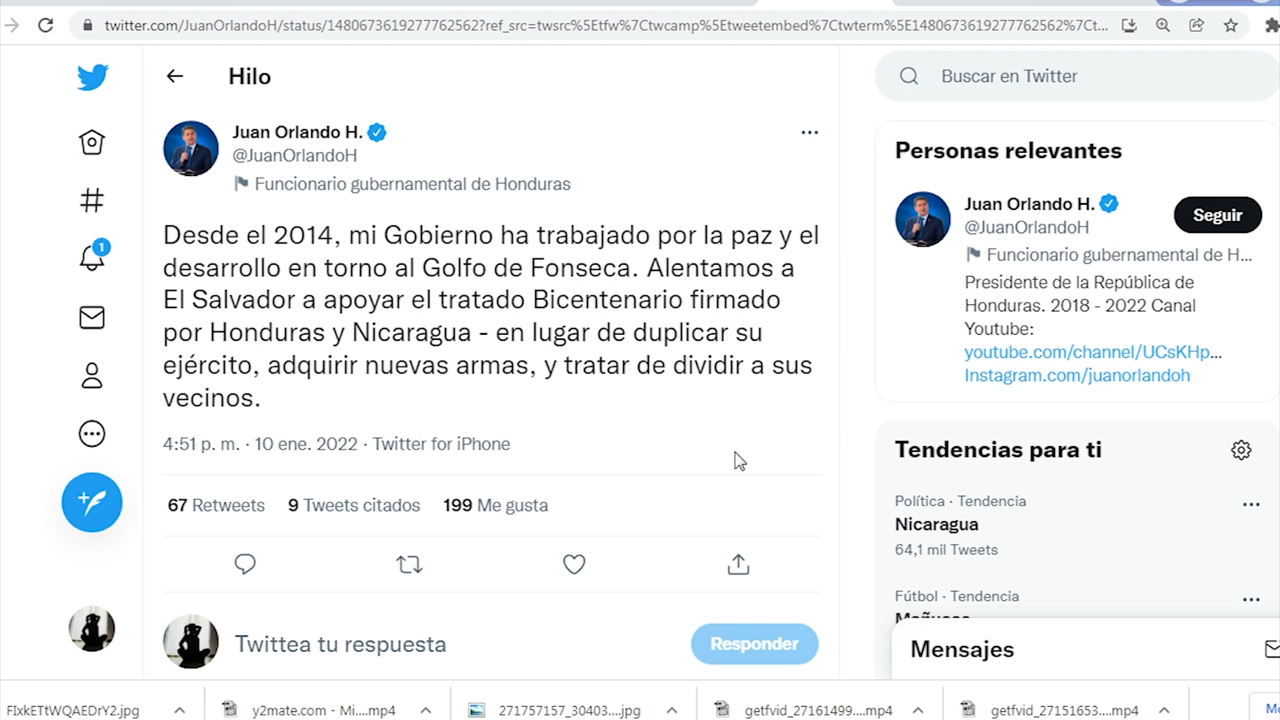 twitter.com/JuanOrlandoH/status/1480673619277762562?ref_src=twsrc%5Etfw%7Ctwcamp%5Etweetembed%7Ctwterm%5E1480673619277762562%7Ct...
Hilo
Juan Orlando H.
@JuanOrlandoH
Funcionario gubernamental de Honduras
Desde el 2014, mi Gobierno ha trabajado por la paz y el
desarrollo en torno al Golfo de Fonseca. Alentamos a
El Salvador a apoyar el tratado Bicentenario firmado
por Honduras y Nicaragua - en lugar de duplicar su
ejército, adquirir nuevas armas, y tratar de dividir a sus
vecinos.
4:51 p. m. · 10 ene. 2022 · Twitter for iPhone
67 Retweets 9 Tweets citados 199 Me gusta
1
Twittea tu respuesta
Responder
Buscar en Twitter
Personas relevantes
Juan Orlando H.
@JuanOrlandoH
Seguir
Funcionario gubernamental de H...
Presidente de la República de
Honduras. 2018 - 2022 Canal
Youtube:
youtube.com/channel/UCsKHp...
Instagram.com/juanorlandoh
Tendencias para ti
Política · Tendencia
Nicaragua
64,1 mil Tweets
Fútbol · Tendencia
Mensajes
FIxkETtWQAEDrY2.jpg
y2mate.com - Mi....mp4
271757157_30403....jpg
getfvid_27161499....mp4
getfvid_27151653....mp4